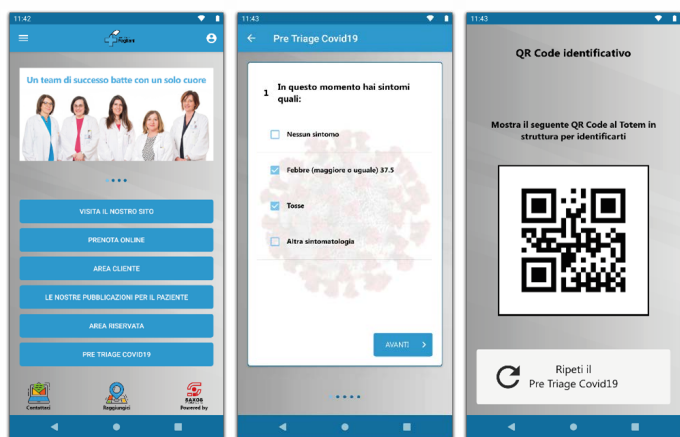 11:42
Fogliani
Un team di successo batte con un solo cuore
VISITA IL NOSTRO SITO
PRENOTA ONLINE
AREA CLIENTE
LE NOSTRE PUBBLICAZIONI PER IL PAZIENTE
AREA RISERVATA
PRE TRIAGE COVID19
Contattaci
Raggiungici
SAXOS
Powered by
11:43
Pre Triage Covid19
1 In questo momento hai sintomi
quali:
Nessun sintomo
Febbre (maggiore o uguale) 37.5
Tosse
Altra sintomatologia
AVANTI
11:43
QR Code identificativo
Mostra il seguente QR Code al Totem in
struttura per identificarti
Ripeti il
Pre Triage Covid19